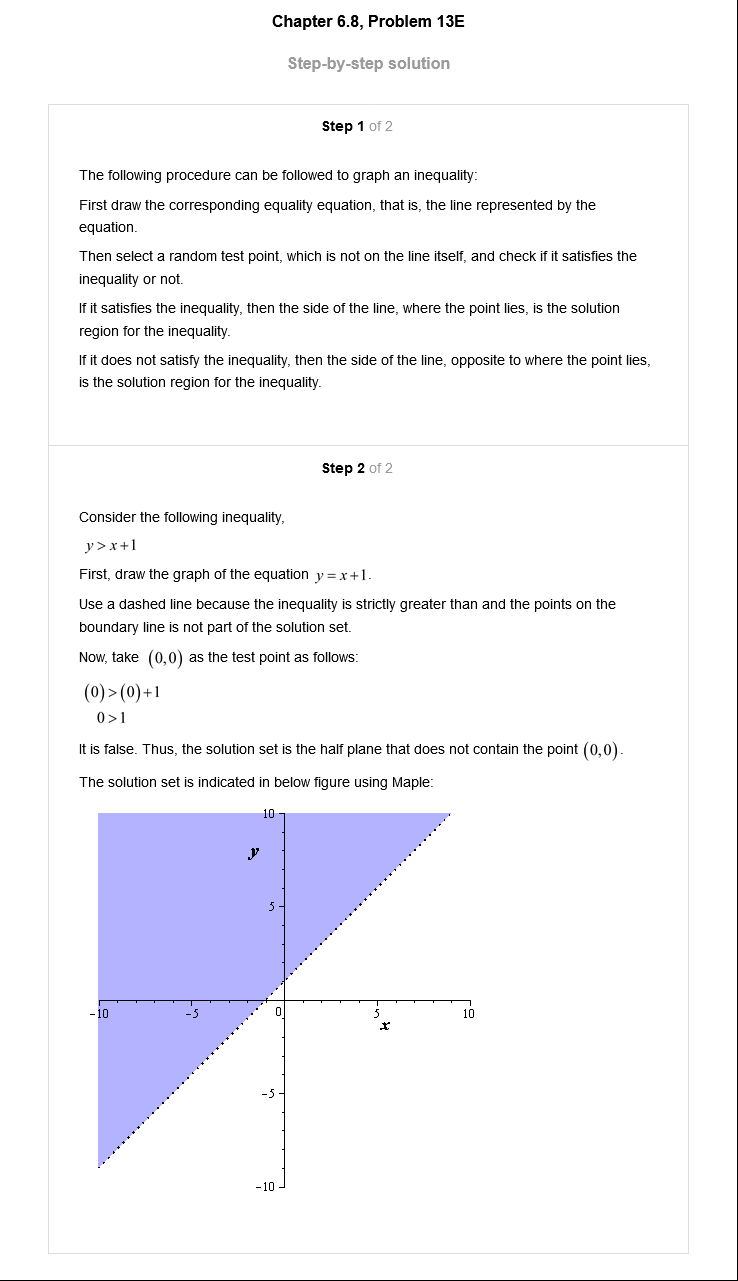 Chapter 6.8, Problem 13E
Step-by-step solution
Step 1 of 2
The following procedure can be followed to graph an inequality:
First draw the corresponding equality equation, that is, the line represented by the
equation.
Then select a random test point, which is not on the line itself, and check if it satisfies the
inequality or not.
If it satisfies the inequality, then the side of the line, where the point lies, is the solution
region for the inequality.
If it does not satisfy the inequality, then the side of the line, opposite to where the point lies,
is the solution region for the inequality.
Step 2 of 2
Consider the following inequality,
y > x+1
First, draw the graph of the equation y = x+1.
Use a dashed line because the inequality is strictly greater than and the points on the
boundary line is not part of the solution set.
Now, take (0,0) as the test point as follows:
(0)>(0)+1
0>1
It is false. Thus, the solution set is the half plane that does not contain the point (0,0).
The solution set is indicated in below figure using Maple:
10
y
5
-10 -5 0 5 10
x
-5
-10